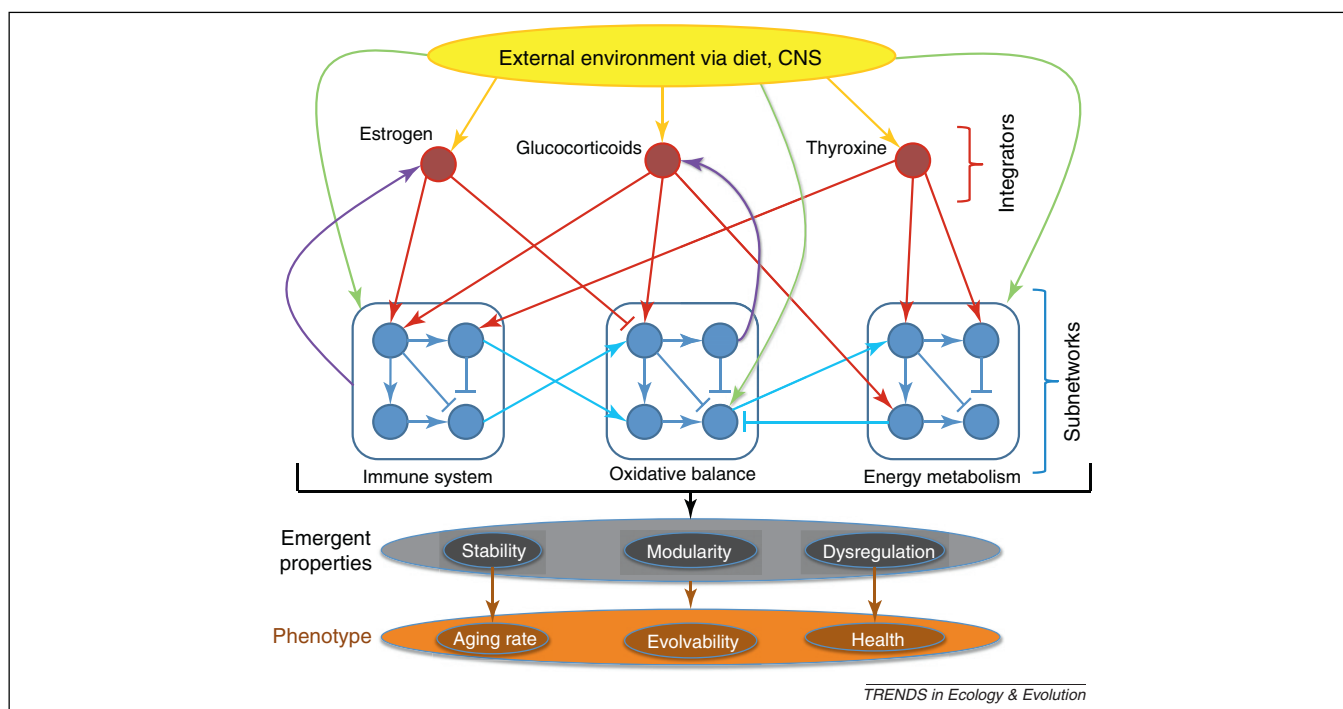 External environment via diet, CNS
Estrogen
Glucocorticoids
Thyroxine
Integrators
Subnetworks
Immune system
Oxidative balance
Energy metabolism
Emergent
properties
Stability
Modularity
Dysregulation
Phenotype
Aging rate
Evolvability
Health
TRENDS in Ecology & Evolution